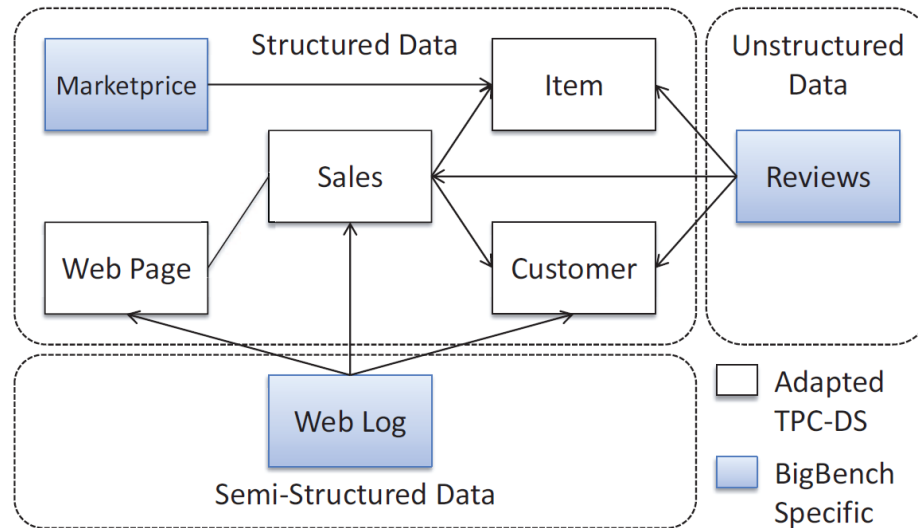 Structured Data
Unstructured
Data
Marketprice
Item
Sales
Reviews
Web Page
Customer
Web Log
Semi-Structured Data
Adapted
TPC-DS
BigBench
Specific